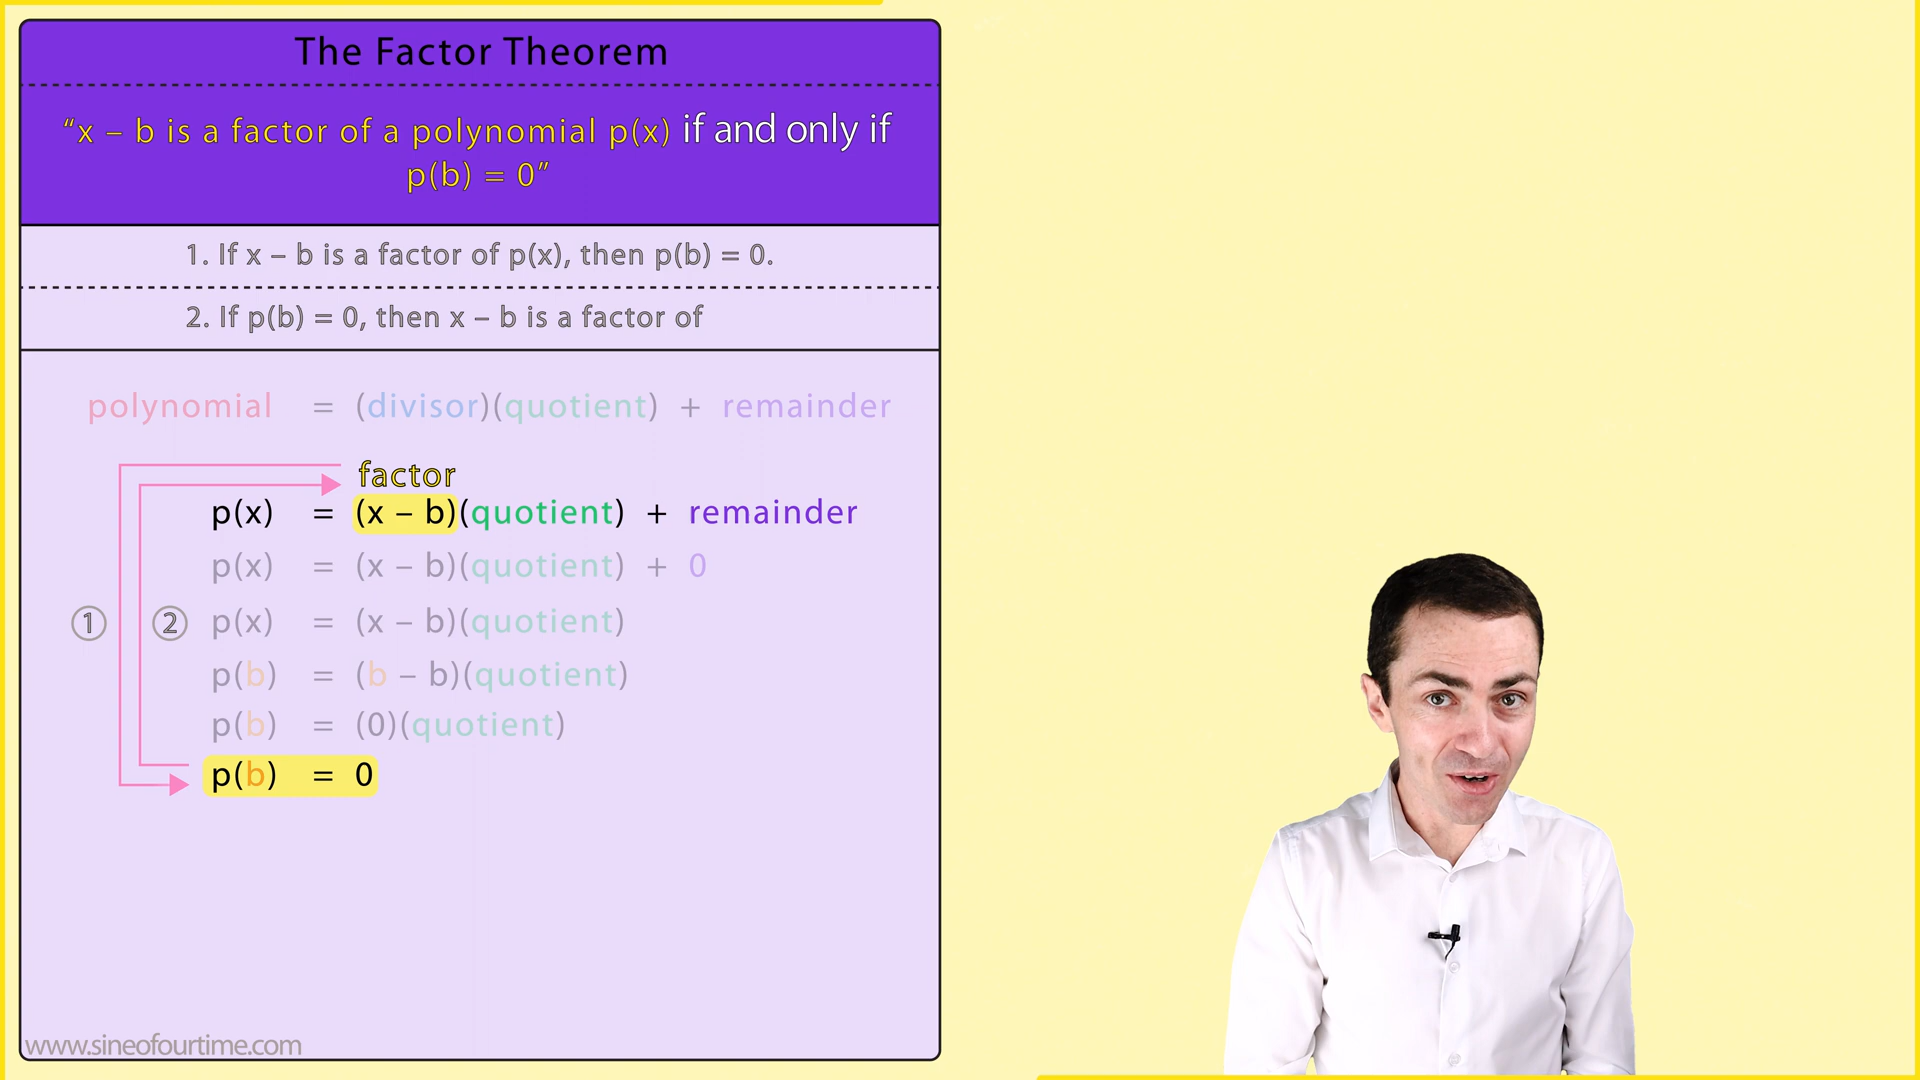 The Factor Theorem
“x – b is a factor of a polynomial p(x) if and only if
p(b) = 0”
1. If x – b is a factor of p(x), then p(b) = 0.
2. If p(b) = 0, then x – b is a factor of
polynomial = (divisor)(quotient) + remainder
factor
p(x) = (x – b)(quotient) + remainder
p(x) = (x – b)(quotient) + 0
1 2 p(x) = (x – b)(quotient)
p(b) = (b – b)(quotient)
p(b) = (0)(quotient)
p(b) = 0
www.sineofourtime.com